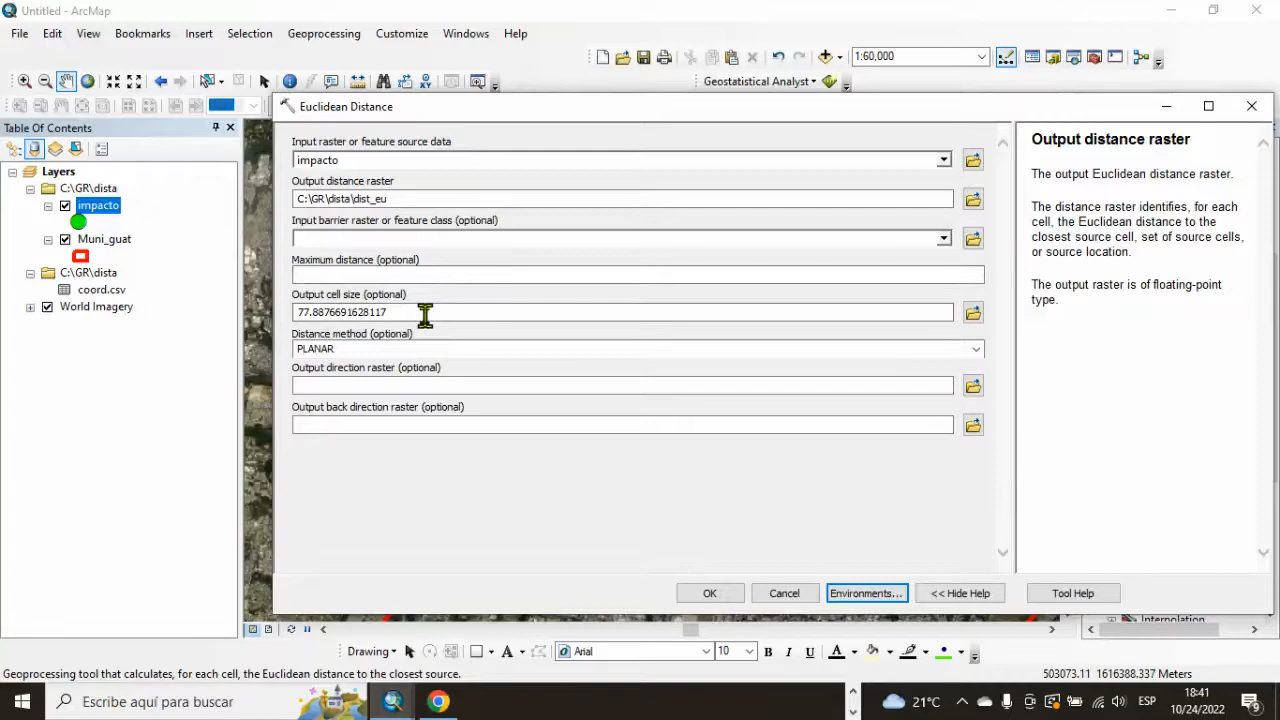 Untitled - ArcMap
File Edit View Bookmarks Insert Selection Geoprocessing Customize Windows Help
1:60,000
Geostatistical Analyst
Table Of Contents
Layers
C:\GR\dista
impacto
Muni_guat
C:\GR\dista
coord.csv
World Imagery
Euclidean Distance
Input raster or feature source data
impacto
Output distance raster
C:\GR\dista\dist_eu
Input barrier raster or feature class (optional)
Maximum distance (optional)
Output cell size (optional)
77.8876691628117
Distance method (optional)
PLANAR
Output direction raster (optional)
Output back direction raster (optional)
OK Cancel Environments... << Hide Help Tool Help
Output distance raster
The output Euclidean distance raster.
The distance raster identifies, for each
cell, the Euclidean distance to the
closest source cell, set of source cells,
or source location.
The output raster is of floating-point
type.
Interpolation
Drawing A Arial 10 B I U A
Geoprocessing tool that calculates, for each cell, the Euclidean distance to the closest source.
503073.11 1616388.337 Meters
Escribe aquí para buscar
21°C
ESP
18:41
10/24/2022
9